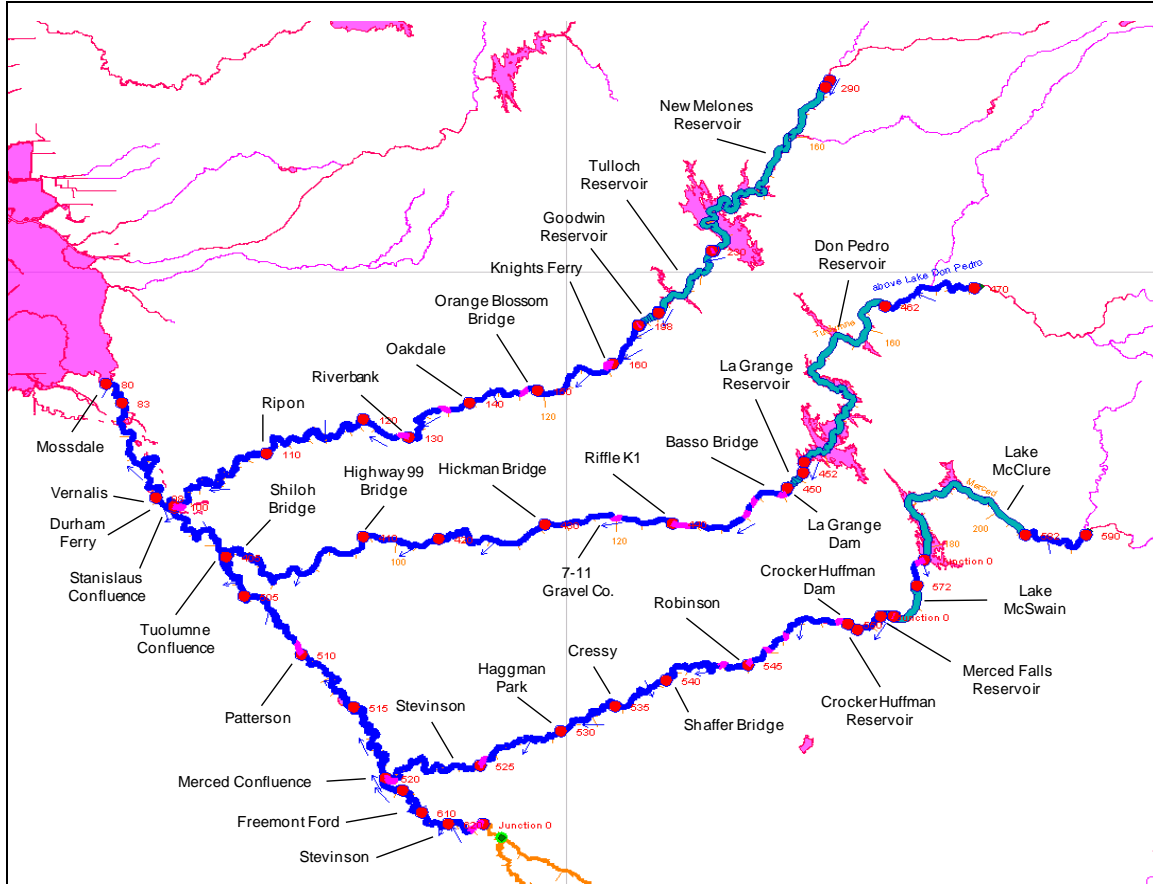 290
New Melones
Reservoir
160
Tulloch
Reservoir
Goodwin
Reservoir
Don Pedro
Reservoir
Knights Ferry
above Lake Don Pedro
470
462
Orange Blossom
Bridge
198
160
Oakdale
La Grange
Reservoir
160
80
Riverbank
140
120
83
Ripon
120
130
Mossdale
110
Basso Bridge
Lake
McClure
Highway 99
Bridge
Hickman Bridge
Riffle K1
452
450
Merced
Vernalis
100
Shiloh
Bridge
200
Durham
Ferry
La Grange
Dam
590
120
100
180
Junction 0
Stanislaus
Confluence
7-11
Gravel Co.
Crocker Huffman
Dam
572
Lake
McSwain
Robinson
Junction 0
Tuolumne
Confluence
510
Cressy
545
Merced Falls
Reservoir
Haggman
Park
540
Patterson
Stevinson
515
535
Shaffer Bridge
Crocker Huffman
Reservoir
530
525
Merced Confluence
520
Freemont Ford
610
Junction 0
Stevinson